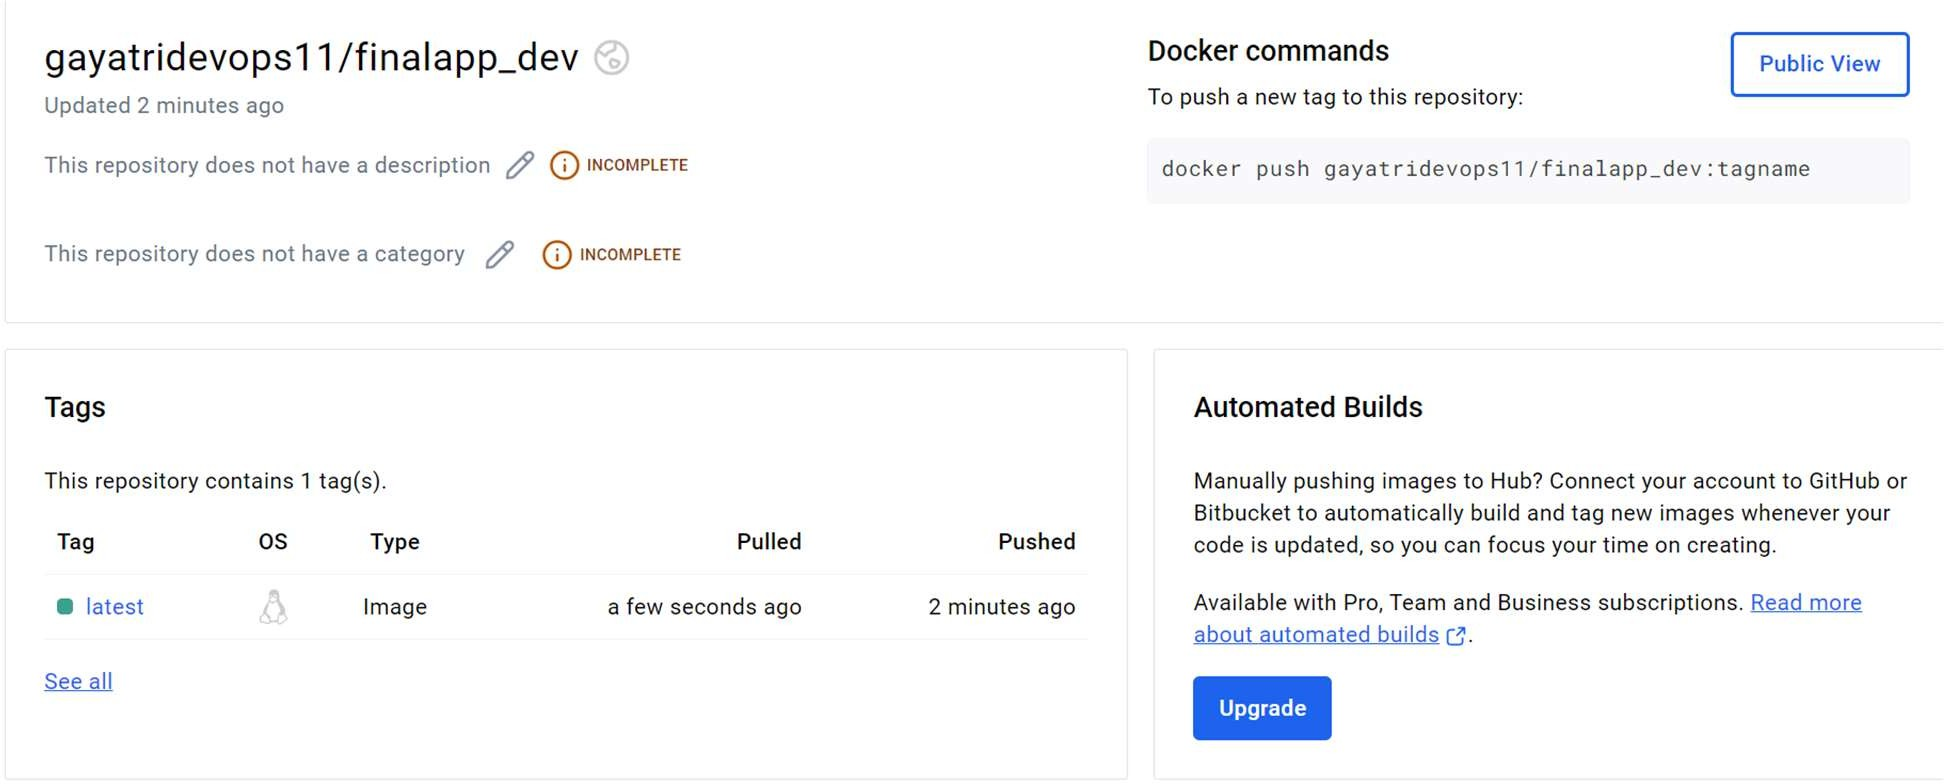 gayatridevops11/finalapp_dev
Updated 2 minutes ago
This repository does not have a description INCOMPLETE
This repository does not have a category INCOMPLETE
Docker commands
Public View
To push a new tag to this repository:
docker push gayatridevops11/finalapp_dev:tagname
Tags
This repository contains 1 tag(s).
Tag OS Type Pulled Pushed
latest Image a few seconds ago 2 minutes ago
See all
Automated Builds
Manually pushing images to Hub? Connect your account to GitHub or
Bitbucket to automatically build and tag new images whenever your
code is updated, so you can focus your time on creating.
Available with Pro, Team and Business subscriptions. Read more
about automated builds.
Upgrade